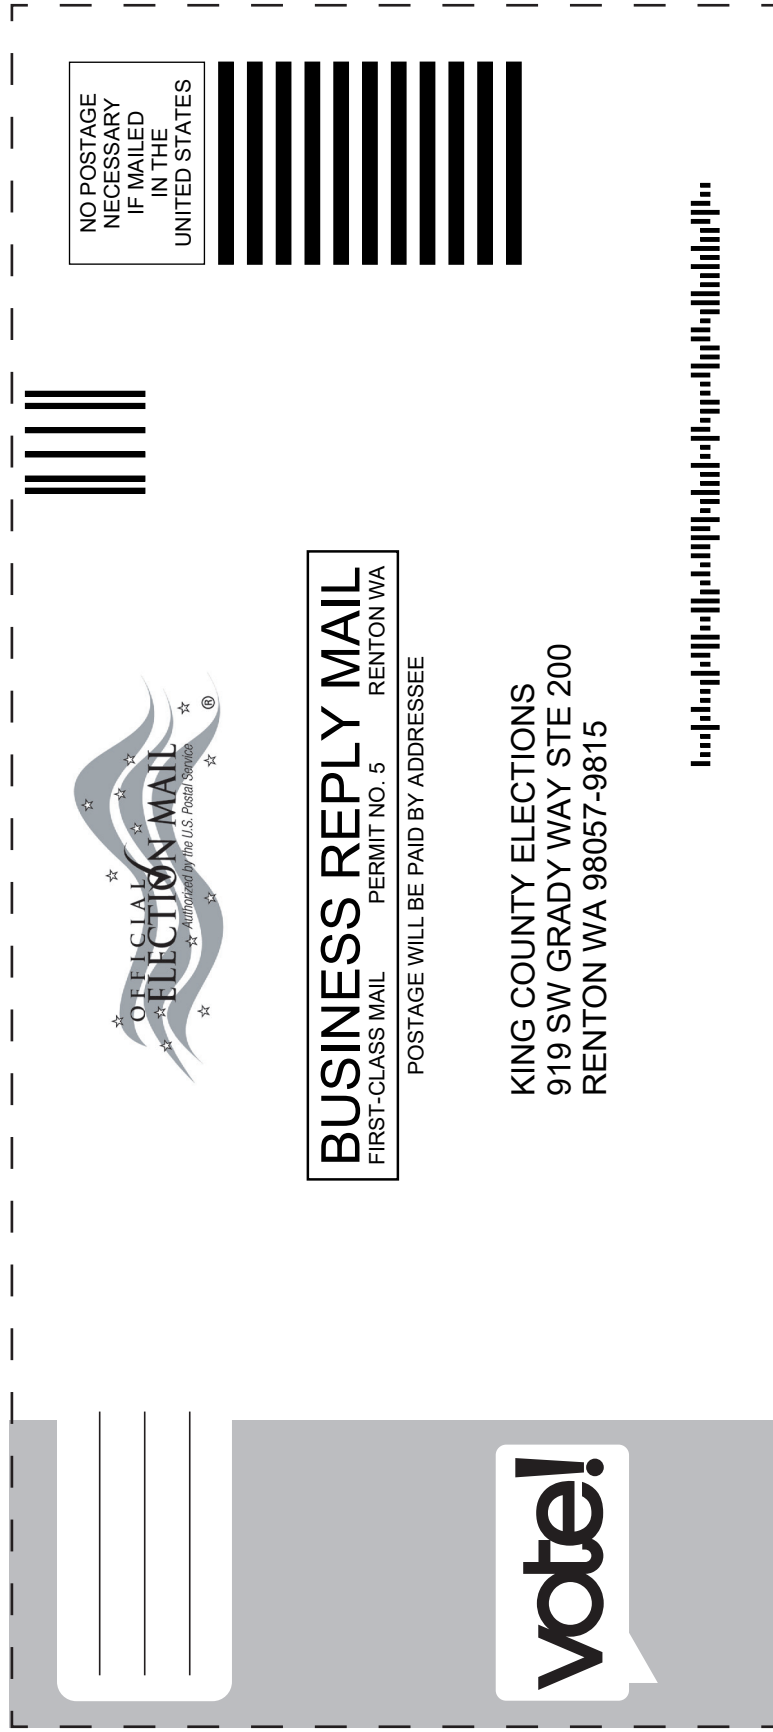 NO POSTAGE
NECESSARY
IF MAILED
IN THE
UNITED STATES
OFFICIAL
ELECTION MAIL
Authorized by the U.S. Postal Service
®
BUSINESS REPLY MAIL
FIRST-CLASS MAIL PERMIT NO. 5 RENTON WA
POSTAGE WILL BE PAID BY ADDRESSEE
KING COUNTY ELECTIONS
919 SW GRADY WAY STE 200
RENTON WA 98057-9815
vote!